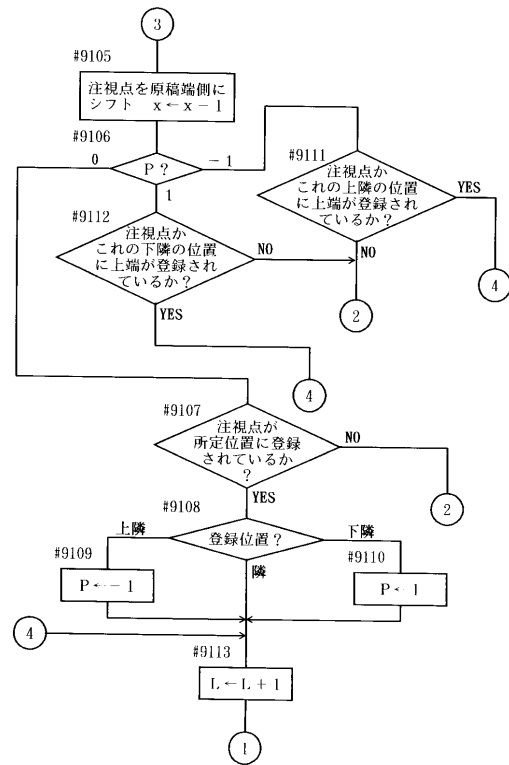 3
#9105
注視点を原稿端側に
シフト x←x−1
#9106
0
P？
−1
1
#9111
注視点か
これの上隣の位置
に上端が登録され
ているか？
YES
NO
4
#9112
注視点か
これの下隣の位置
に上端が登録され
ているか？
NO
YES
2
4
#9107
注視点が
所定位置に登録
されているか
？
NO
YES
2
#9108
登録位置？
上隣
下隣
隣
#9109
P←−1
#9110
P←1
4
#9113
L←L＋1
1